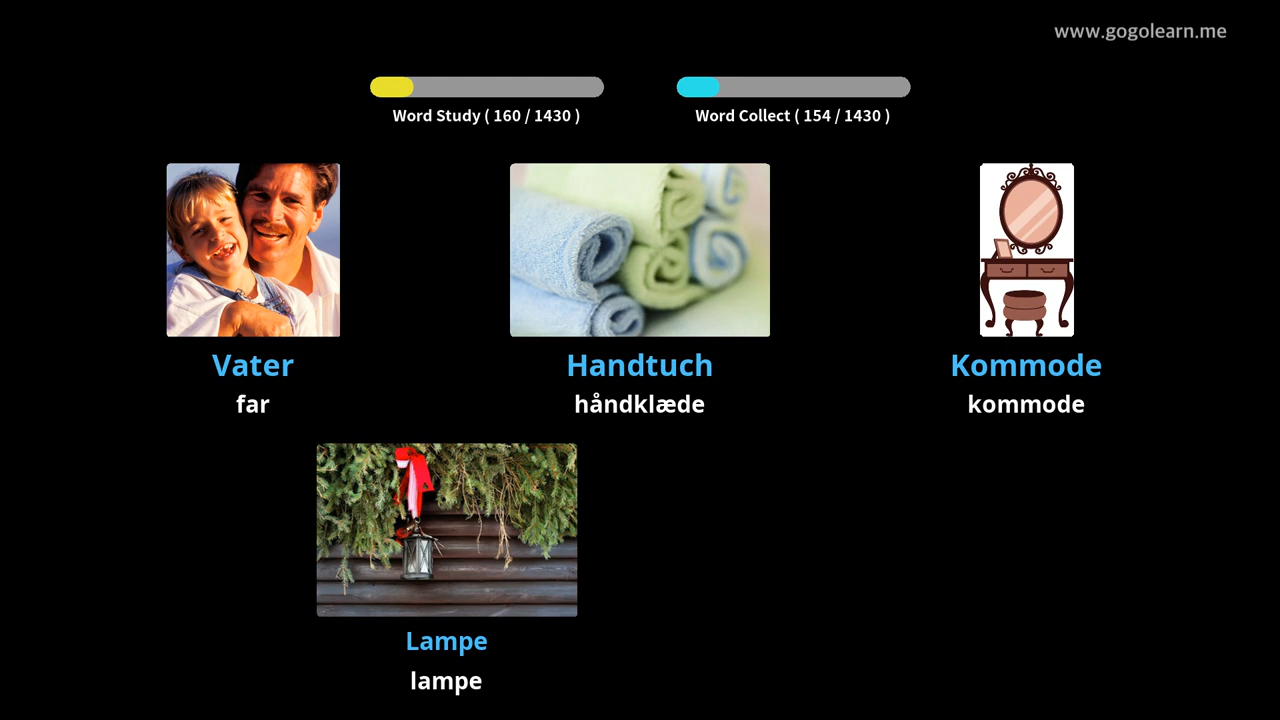 www.gogolearn.me
Word Study ( 160 / 1430 )
Word Collect ( 154 / 1430 )
Vater
far
Handtuch
håndklæde
Kommode
kommode
Lampe
lampe